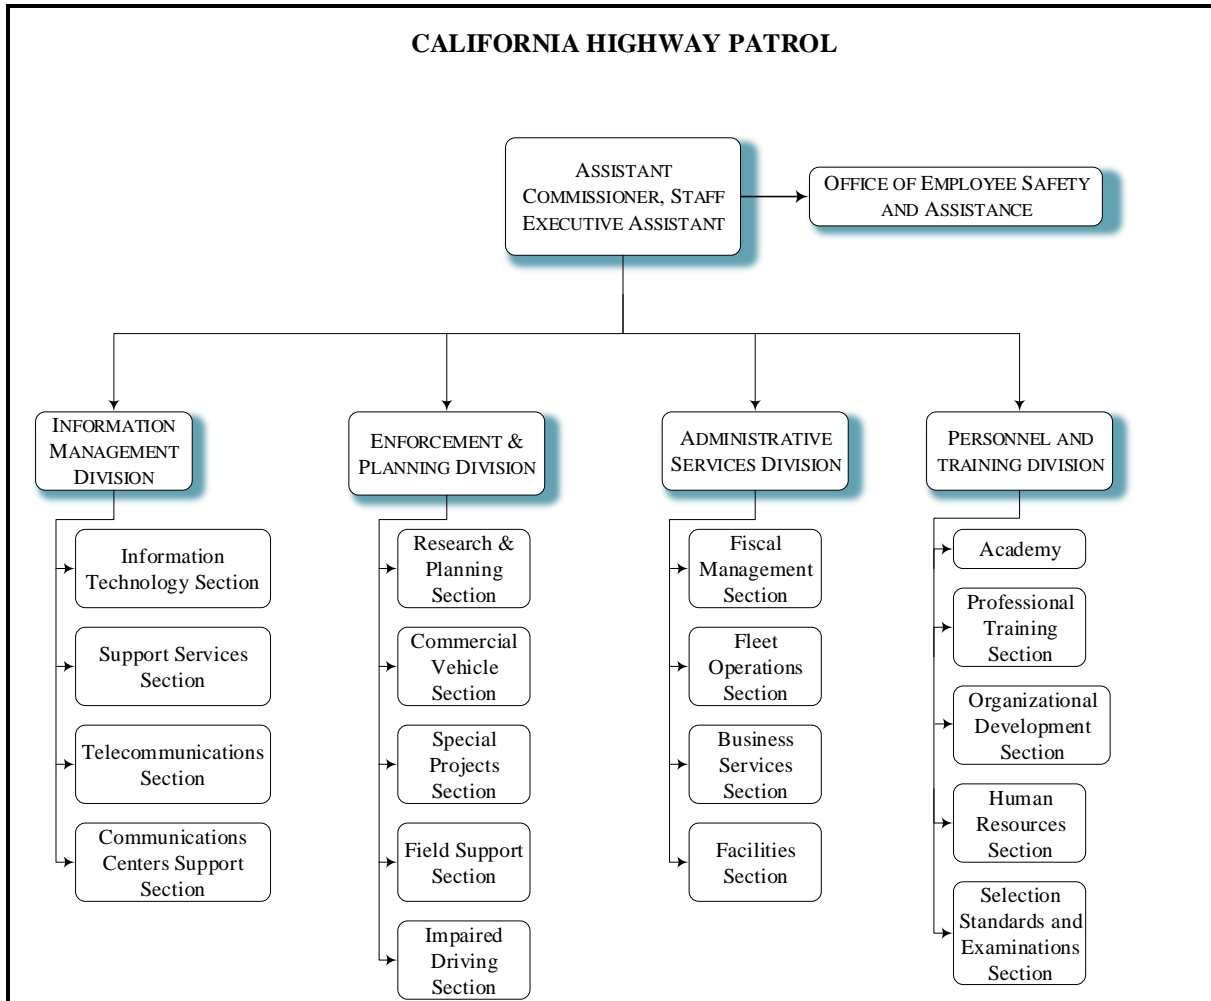 CALIFORNIA HIGHWAY PATROL
ASSISTANT
COMMISSIONER, STAFF
EXECUTIVE ASSISTANT
OFFICE OF EMPLOYEE SAFETY
AND ASSISTANCE
INFORMATION
MANAGEMENT
DIVISION
Information
Technology Section
Support Services
Section
Telecommunications
Section
Communications
Centers Support
Section
ENFORCEMENT &
PLANNING DIVISION
Research &
Planning
Section
Commercial
Vehicle
Section
Special
Projects
Section
Field Support
Section
Impaired
Driving
Section
ADMINISTRATIVE
SERVICES DIVISION
Fiscal
Management
Section
Fleet
Operations
Section
Business
Services
Section
Facilities
Section
PERSONNEL AND
TRAINING DIVISION
Academy
Professional
Training
Section
Organizational
Development
Section
Human
Resources
Section
Selection
Standards and
Examinations
Section